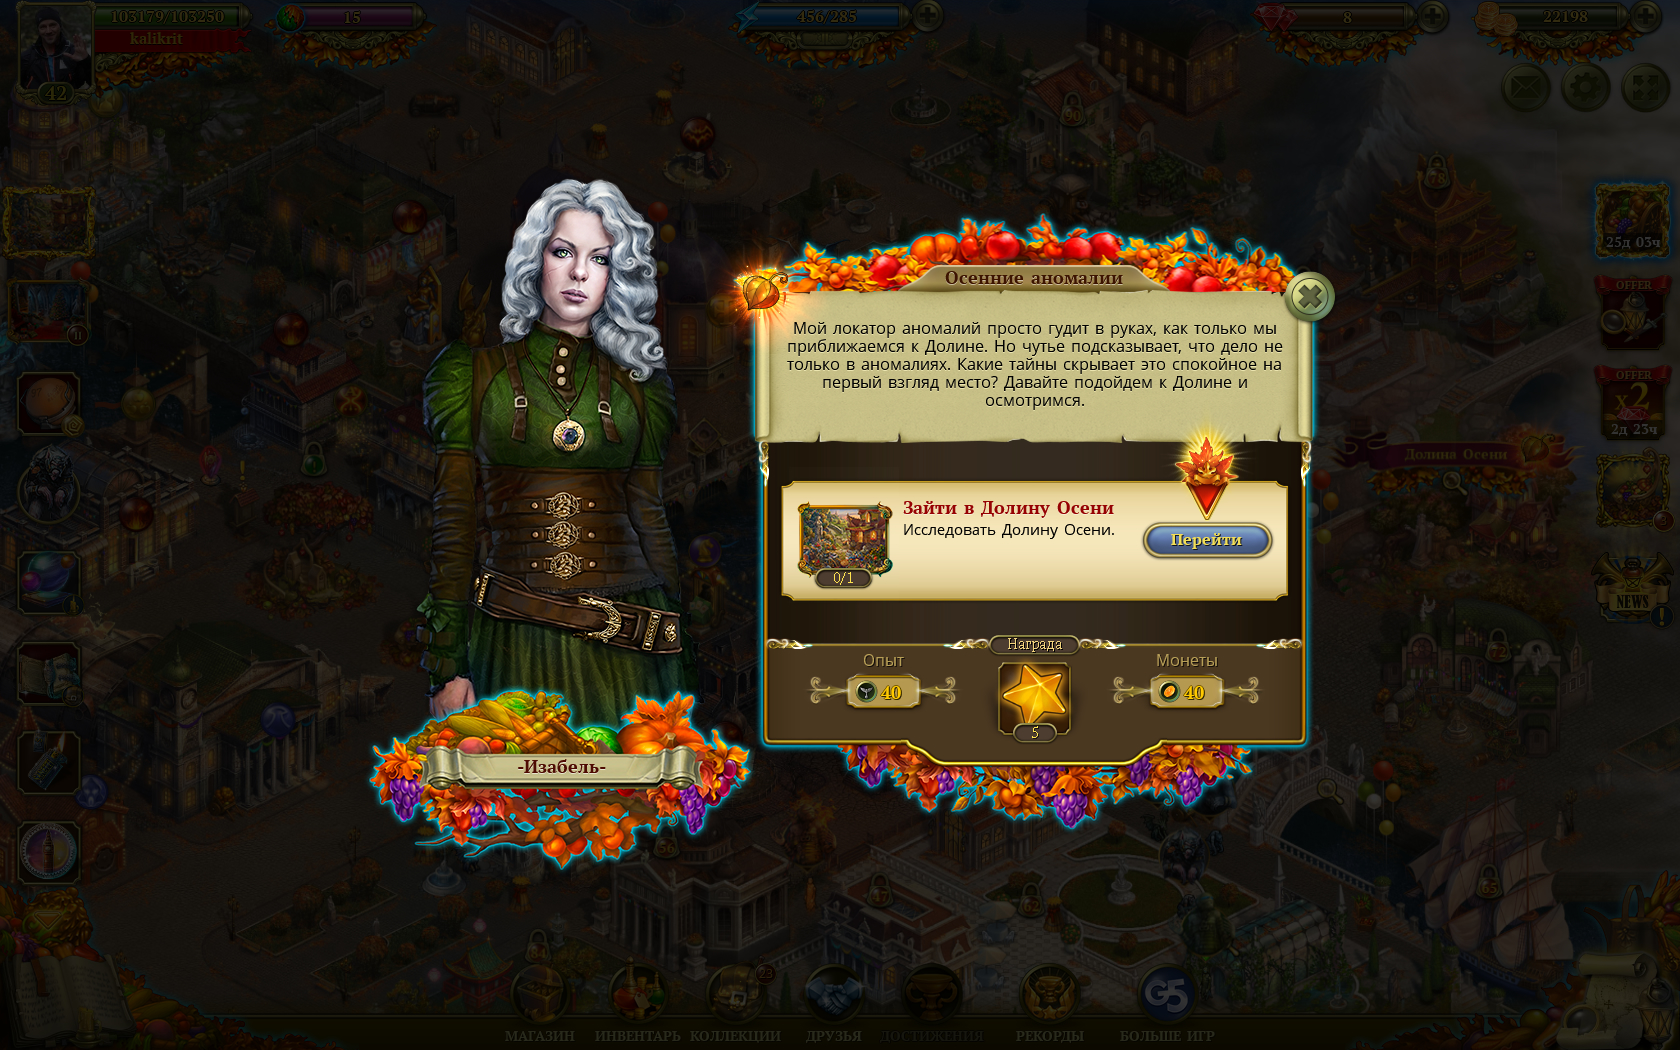 103179/103250
15
456/285
8
22198
kalikrit
42
90
25д 03ч
OFFER
OFFER
x2
2д 23ч
Долина Осени
NEWS
Осенние аномалии
Мой локатор аномалий просто гудит в руках, как только мы
приближаемся к Долине. Но чутье подсказывает, что дело не
только в аномалиях. Какие тайны скрывает это спокойное на
первый взгляд место? Давайте подойдем к Долине и
осмотримся.
Зайти в Долину Осени
Исследовать Долину Осени.
Перейти
0/1
Награда
Опыт
Монеты
40
40
5
-Изабель-
65
G5
МАГАЗИН
ИНВЕНТАРЬ
КОЛЛЕКЦИИ
ДРУЗЬЯ
ДОСТИЖЕНИЯ
РЕКОРДЫ
БОЛЬШЕ ИГР